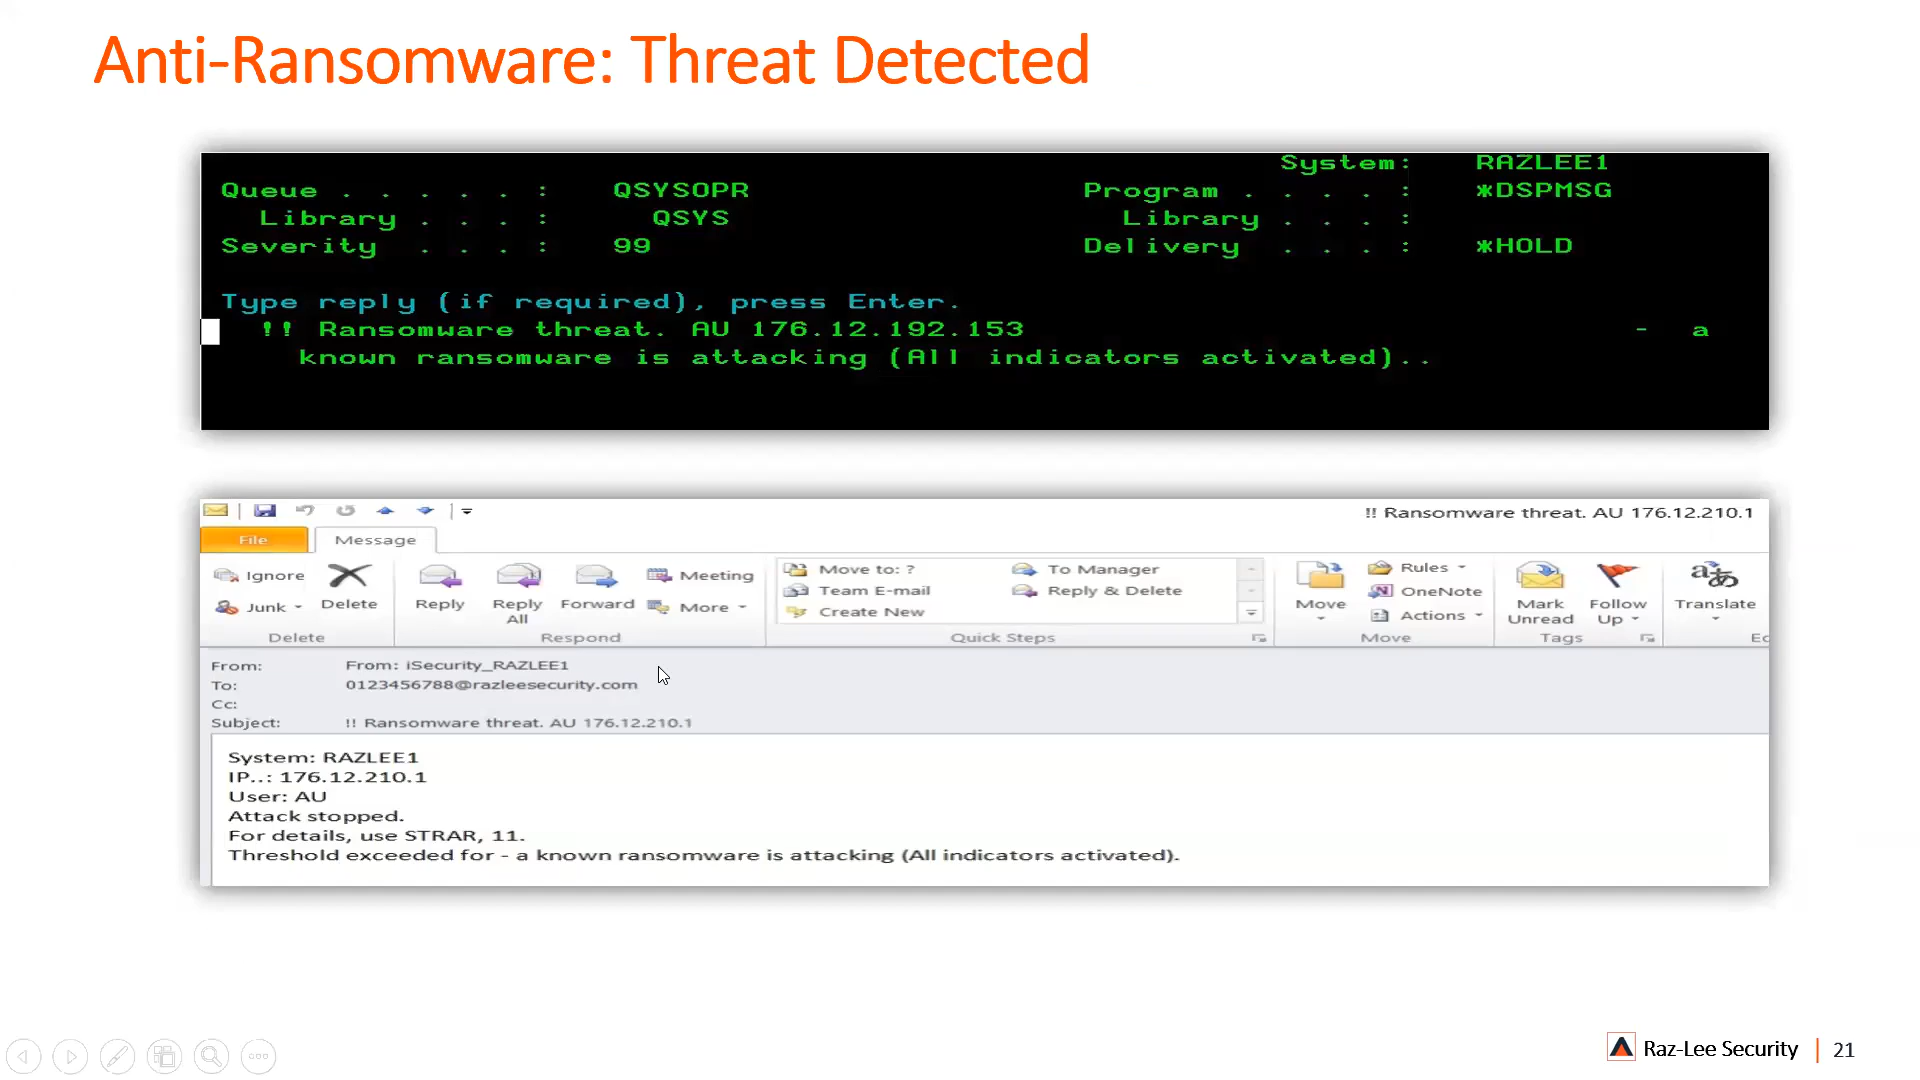 Anti-Ransomware: Threat Detected
System: RAZLEE1
Queue . . . . . : QSYSOPR Program . . . . : *DSPMSG
Library . . . : QSYS Library . . . :
Severity . . . : 99 Delivery . . . : *HOLD
Type reply (if required), press Enter.
!! Ransomware threat. AU 176.12.192.153 - a
known ransomware is attacking (All indicators activated)..
!! Ransomware threat. AU 176.12.210.1
File Message
Ignore
Junk
Delete
Delete
Reply
Reply All
Forward
Meeting
More
Respond
Move to: ?
Team E-mail
Create New
To Manager
Reply & Delete
Quick Steps
Move
Rules
OneNote
Actions
Move
Mark Unread
Follow Up
Tags
Translate
Ec
From: From: iSecurity_RAZLEE1
To: 0123456788@razleesecurity.com
Cc:
Subject: !! Ransomware threat. AU 176.12.210.1
System: RAZLEE1
IP..: 176.12.210.1
User: AU
Attack stopped.
For details, use STRAR, 11.
Threshold exceeded for - a known ransomware is attacking (All indicators activated).
Raz-Lee Security | 21